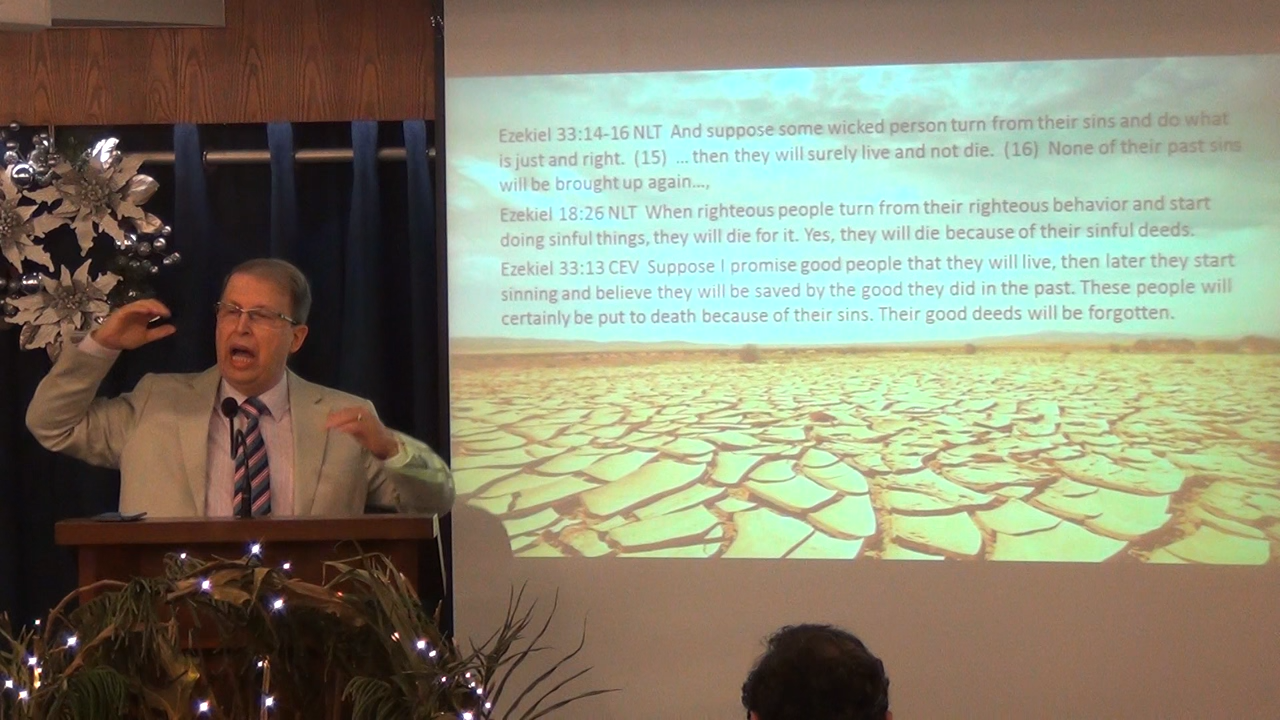 Ezekiel 33:14-16 NLT And suppose some wicked person turn from their sins and do what
is just and right. (15) ... then they will surely live and not die. (16) None of their past sins
will be brought up again...,
Ezekiel 18:26 NLT When righteous people turn from their righteous behavior and start
doing sinful things, they will die for it. Yes, they will die because of their sinful deeds.
Ezekiel 33:13 CEV Suppose I promise good people that they will live, then later they start
sinning and believe they will be saved by the good they did in the past. These people will
certainly be put to death because of their sins. Their good deeds will be forgotten.